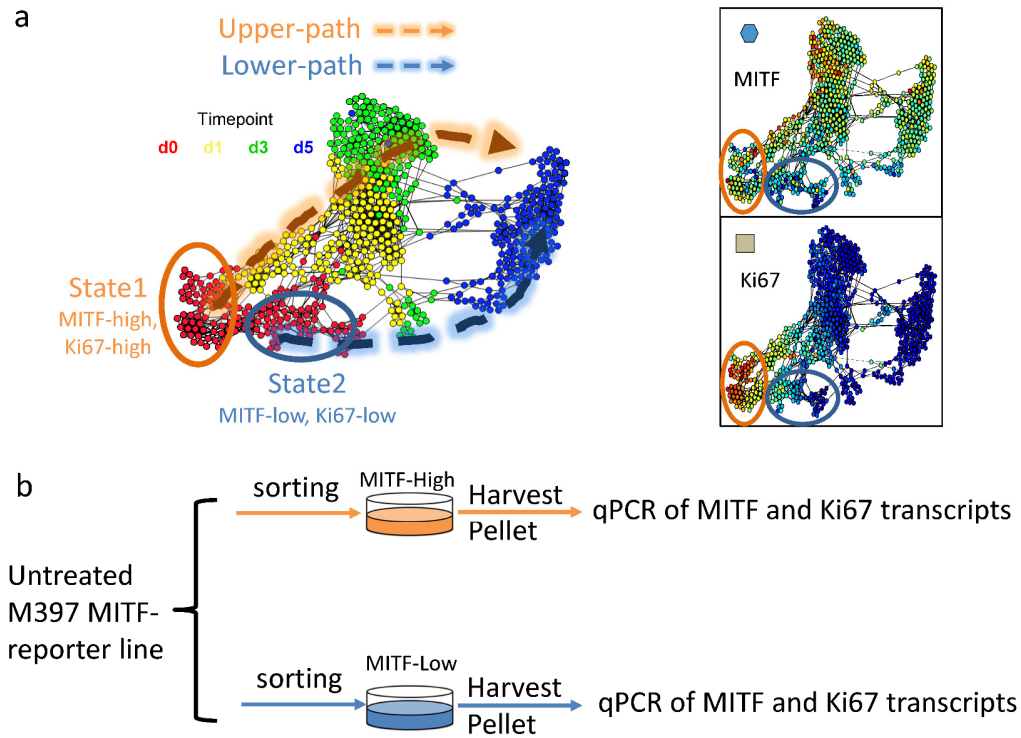 a
Upper-path
Lower-path
Timepoint
d0 d1 d3 d5
State1
MITF-high,
Ki67-high
State2
MITF-low, Ki67-low
MITF
Ki67
b
Untreated
M397 MITF-
reporter line
sorting
MITF-High
Harvest
Pellet
qPCR of MITF and Ki67 transcripts
sorting
MITF-Low
Harvest
Pellet
qPCR of MITF and Ki67 transcripts